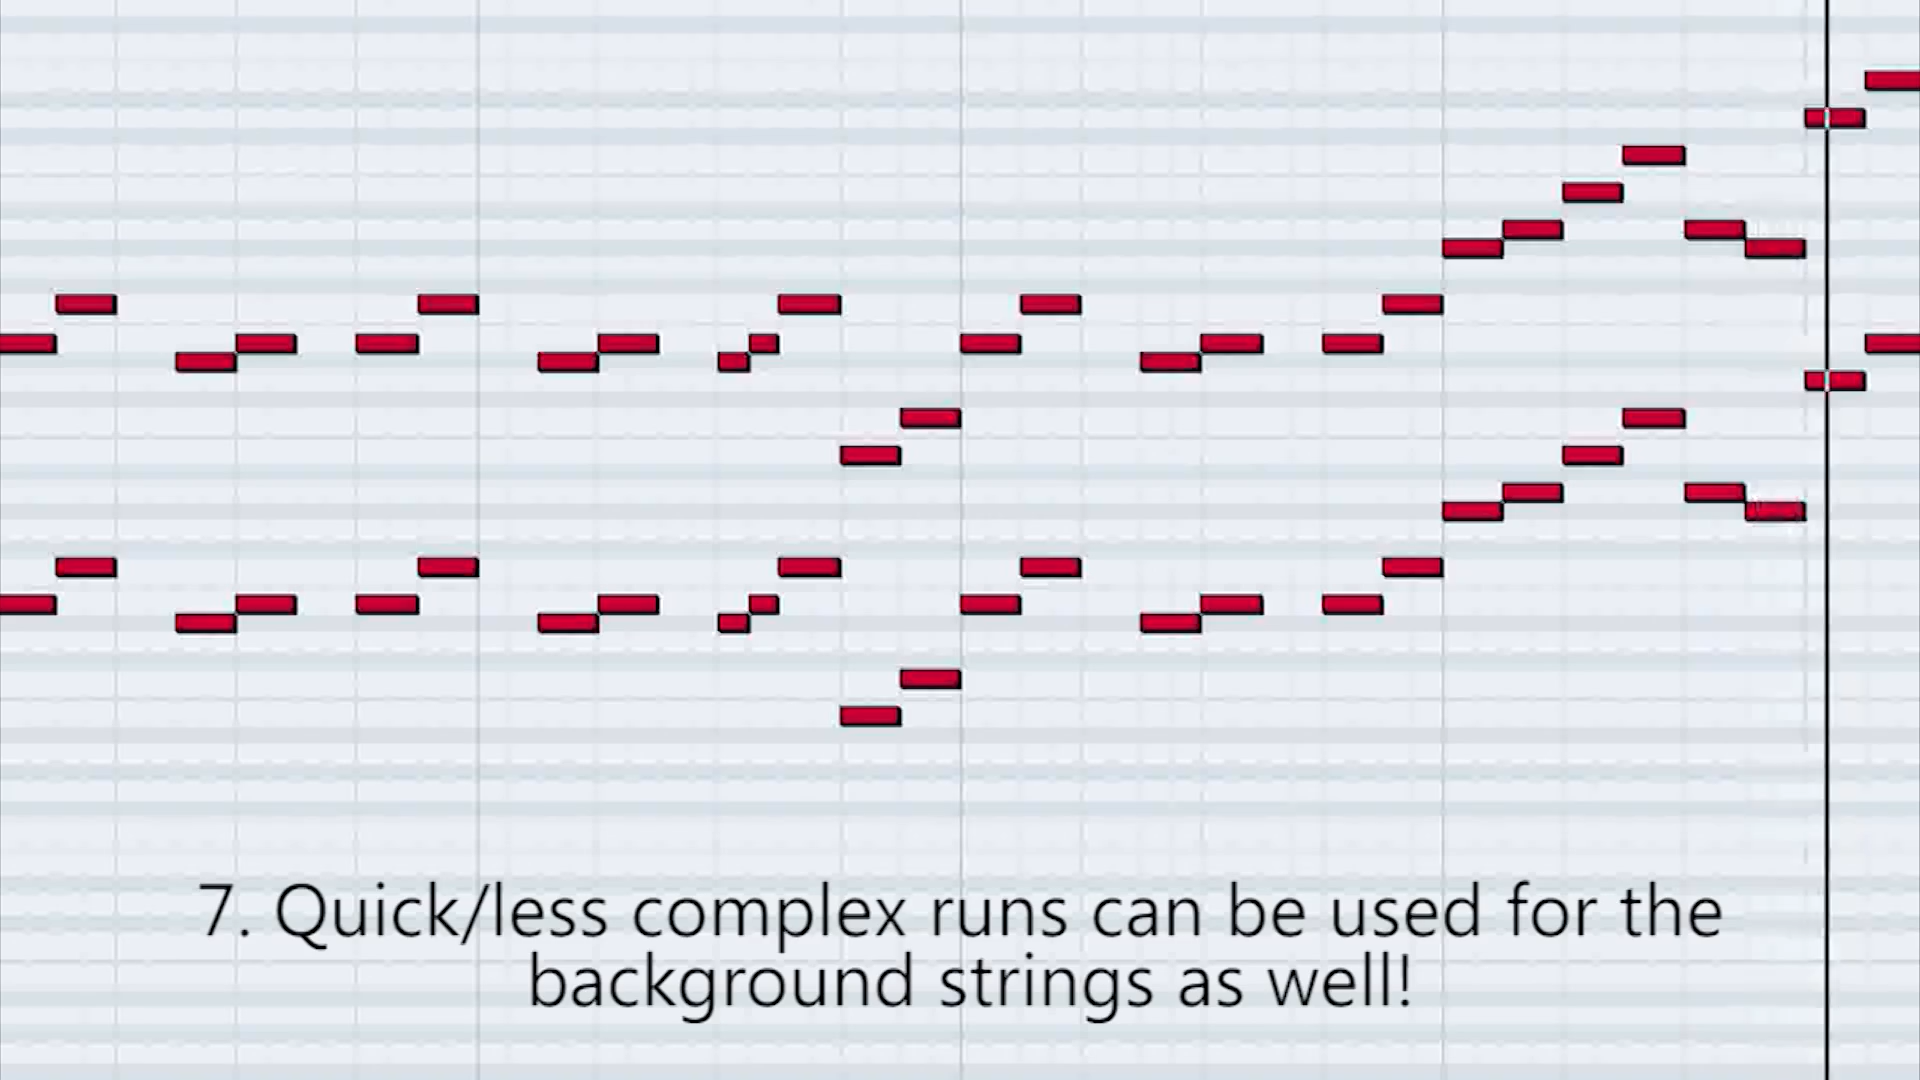 7. Quick/less complex runs can be used for the
background strings as well!